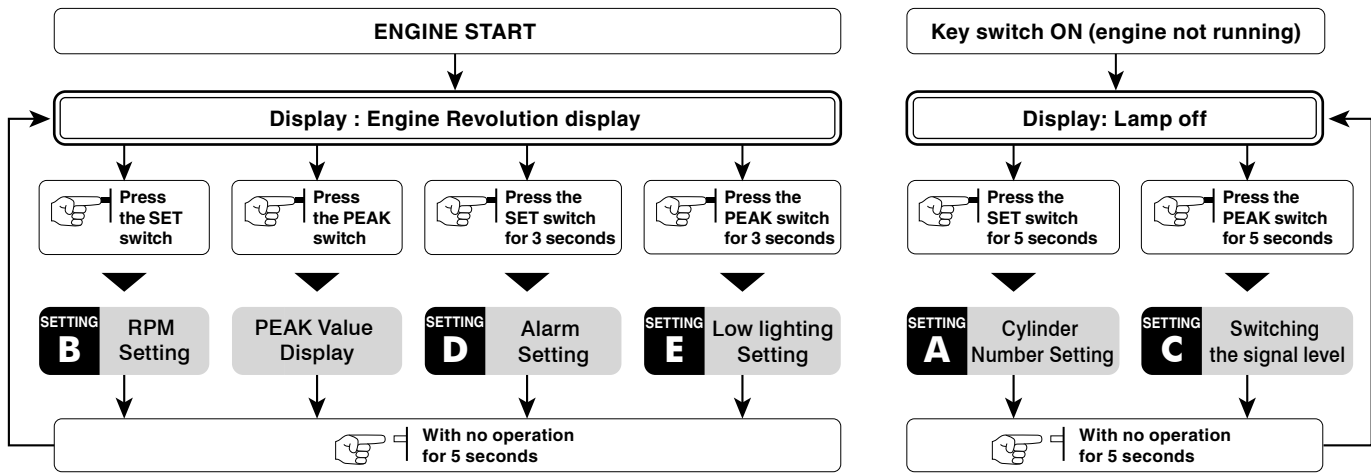 ENGINE START
Display : Engine Revolution display
Press
the SET
switch
Press
the PEAK
switch
Press the
SET switch
for 3 seconds
Press the
PEAK switch
for 3 seconds
SETTING
B
RPM
Setting
PEAK Value
Display
SETTING
D
Alarm
Setting
SETTING
E
Low lighting
Setting
With no operation
for 5 seconds
Key switch ON (engine not running)
Display: Lamp off
Press the
SET switch
for 5 seconds
Press the
PEAK switch
for 5 seconds
SETTING
A
Cylinder
Number Setting
SETTING
C
Switching
the signal level
With no operation
for 5 seconds